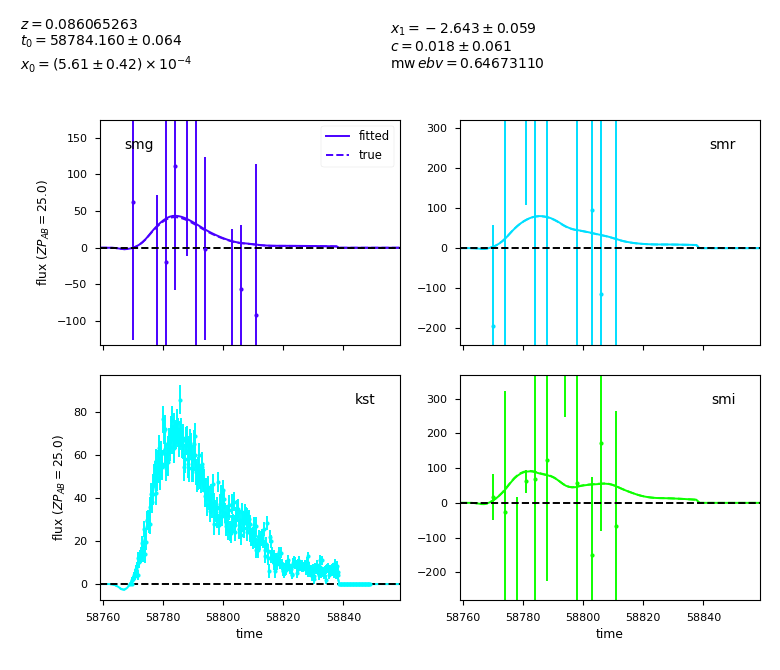 z = 0.086065263
t₀ = 58784.160 ± 0.064
x₀ = (5.61 ± 0.42) × 10⁻⁴
x₁ = −2.643 ± 0.059
c = 0.018 ± 0.061
mw ebv = 0.64673110
smg
fitted
true
150
100
50
0
−50
−100
flux (ZP_AB = 25.0)
smr
300
200
100
0
−100
−200
kst
80
60
40
20
0
flux (ZP_AB = 25.0)
58760 58780 58800 58820 58840
time
smi
300
200
100
0
−100
−200
58760 58780 58800 58820 58840
time